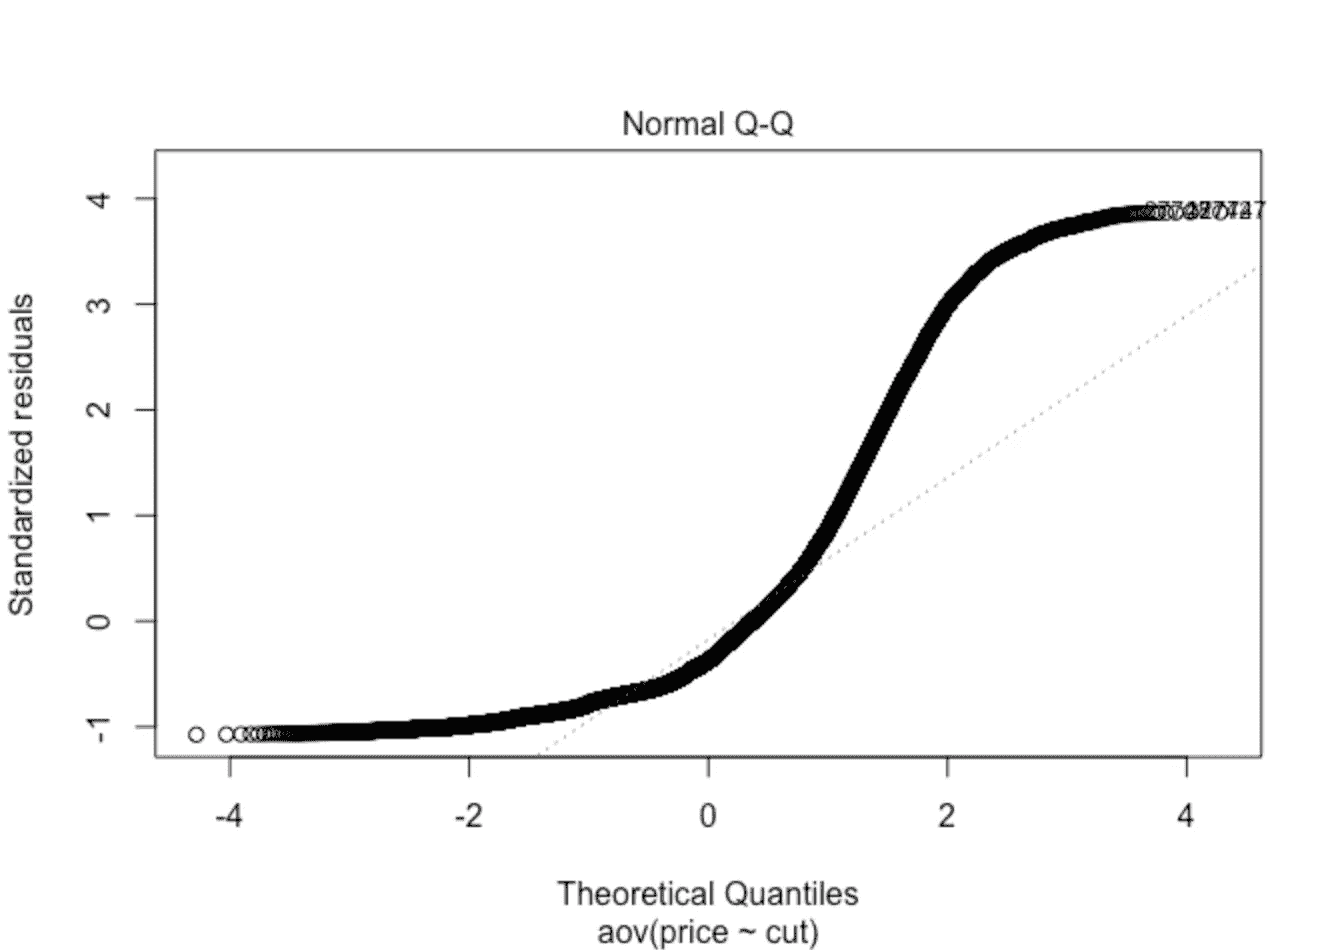 Normal Q-Q
4
3
2
1
0
-1
Standardized residuals
-4
-2
0
2
4
Theoretical Quantiles
aov(price ~ cut)